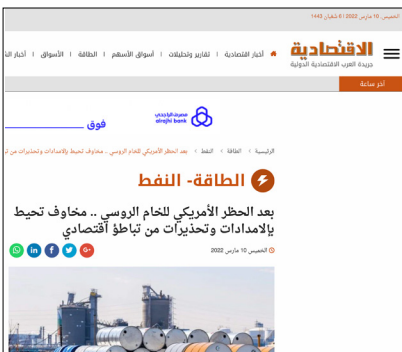 الخميس, 10 مارس 2022 | 6 شعبان 1443
الاقتصادية
جريدة العرب الاقتصادية الدولية
أخبار اقتصادية | تقارير وتحليلات | أسواق الأسهم | الطاقة | الأسواق | أخبار
آخر ساعة
مصرف الراجحي
alrajhi bank
فوق
الرئيسية > الطاقة > النفط > بعد الحظر الأمريكي للخام الروسي .. مخاوف تحيط بالإمدادات وتحذيرات من
الطاقة- النفط
بعد الحظر الأمريكي للخام الروسي .. مخاوف تحيط
بالإمدادات وتحذيرات من تباطؤ اقتصادي
الخميس 10 مارس 2022
G+
f
in